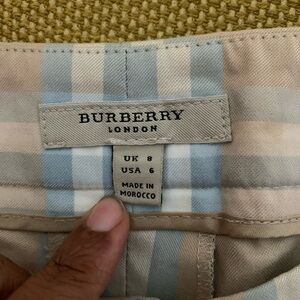 BURBERRY
LONDON
UK 8
USA 6
MADE IN
MOROCCO